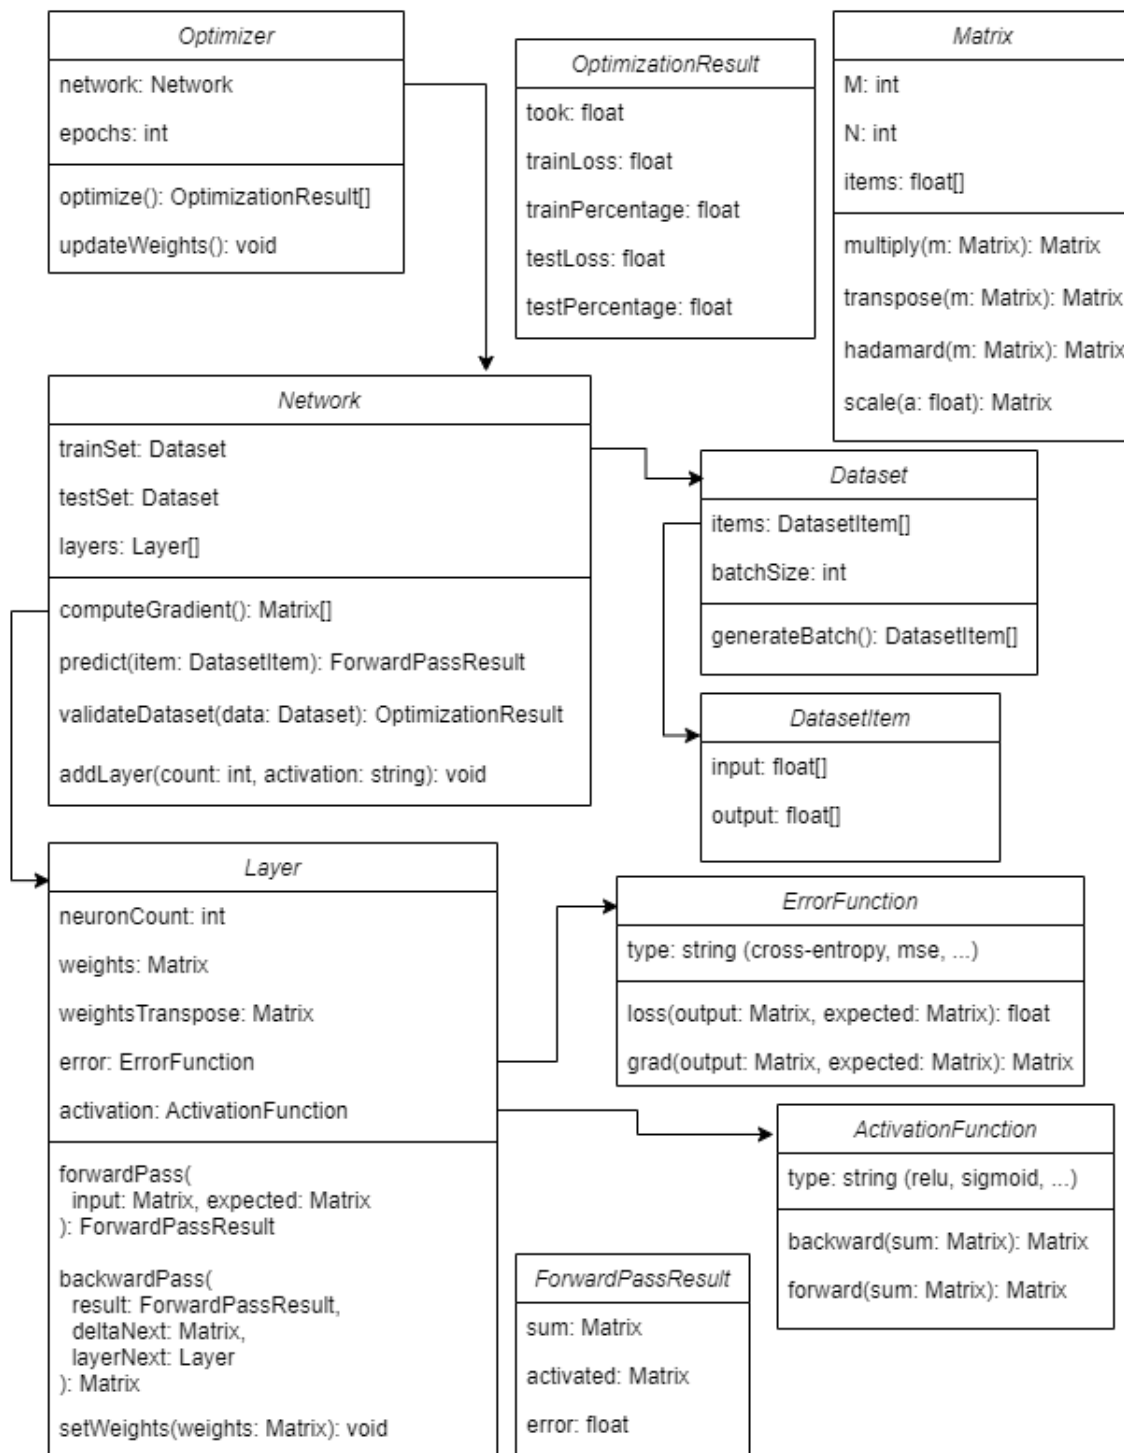 Optimizer
network: Network
epochs: int
optimize(): OptimizationResult[]
updateWeights(): void
OptimizationResult
took: float
trainLoss: float
trainPercentage: float
testLoss: float
testPercentage: float
Matrix
M: int
N: int
items: float[]
multiply(m: Matrix): Matrix
transpose(m: Matrix): Matrix
hadamard(m: Matrix): Matrix
scale(a: float): Matrix
Network
trainSet: Dataset
testSet: Dataset
layers: Layer[]
computeGradient(): Matrix[]
predict(item: DatasetItem): ForwardPassResult
validateDataset(data: Dataset): OptimizationResult
addLayer(count: int, activation: string): void
Dataset
items: DatasetItem[]
batchSize: int
generateBatch(): DatasetItem[]
DatasetItem
input: float[]
output: float[]
Layer
neuronCount: int
weights: Matrix
weightsTranspose: Matrix
error: ErrorFunction
activation: ActivationFunction
forwardPass(
input: Matrix, expected: Matrix
): ForwardPassResult
backwardPass(
result: ForwardPassResult,
deltaNext: Matrix,
layerNext: Layer
): Matrix
setWeights(weights: Matrix): void
ErrorFunction
type: string (cross-entropy, mse, ...)
loss(output: Matrix, expected: Matrix): float
grad(output: Matrix, expected: Matrix): Matrix
ActivationFunction
type: string (relu, sigmoid, ...)
backward(sum: Matrix): Matrix
forward(sum: Matrix): Matrix
ForwardPassResult
sum: Matrix
activated: Matrix
error: float